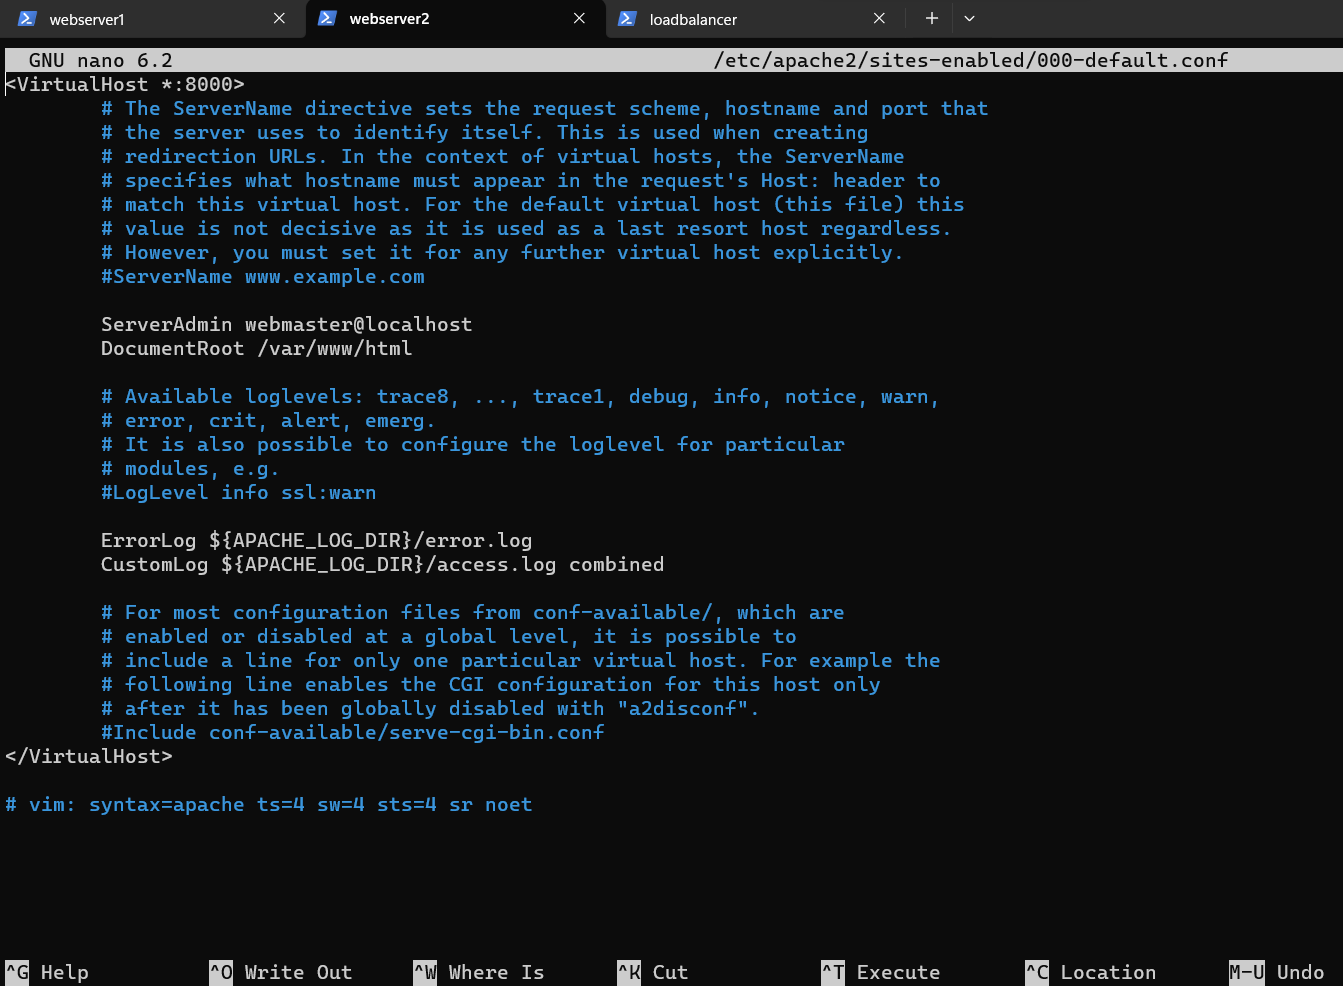 webserver1
webserver2
loadbalancer
GNU nano 6.2 /etc/apache2/sites-enabled/000-default.conf
<VirtualHost *:8000>
# The ServerName directive sets the request scheme, hostname and port that
# the server uses to identify itself. This is used when creating
# redirection URLs. In the context of virtual hosts, the ServerName
# specifies what hostname must appear in the request's Host: header to
# match this virtual host. For the default virtual host (this file) this
# value is not decisive as it is used as a last resort host regardless.
# However, you must set it for any further virtual host explicitly.
#ServerName www.example.com
ServerAdmin webmaster@localhost
DocumentRoot /var/www/html
# Available loglevels: trace8, ..., trace1, debug, info, notice, warn,
# error, crit, alert, emerg.
# It is also possible to configure the loglevel for particular
# modules, e.g.
#LogLevel info ssl:warn
ErrorLog ${APACHE_LOG_DIR}/error.log
CustomLog ${APACHE_LOG_DIR}/access.log combined
# For most configuration files from conf-available/, which are
# enabled or disabled at a global level, it is possible to
# include a line for only one particular virtual host. For example the
# following line enables the CGI configuration for this host only
# after it has been globally disabled with "a2disconf".
#Include conf-available/serve-cgi-bin.conf
</VirtualHost>
# vim: syntax=apache ts=4 sw=4 sts=4 sr noet
^G Help ^O Write Out ^W Where Is ^K Cut ^T Execute ^C Location M-U Undo